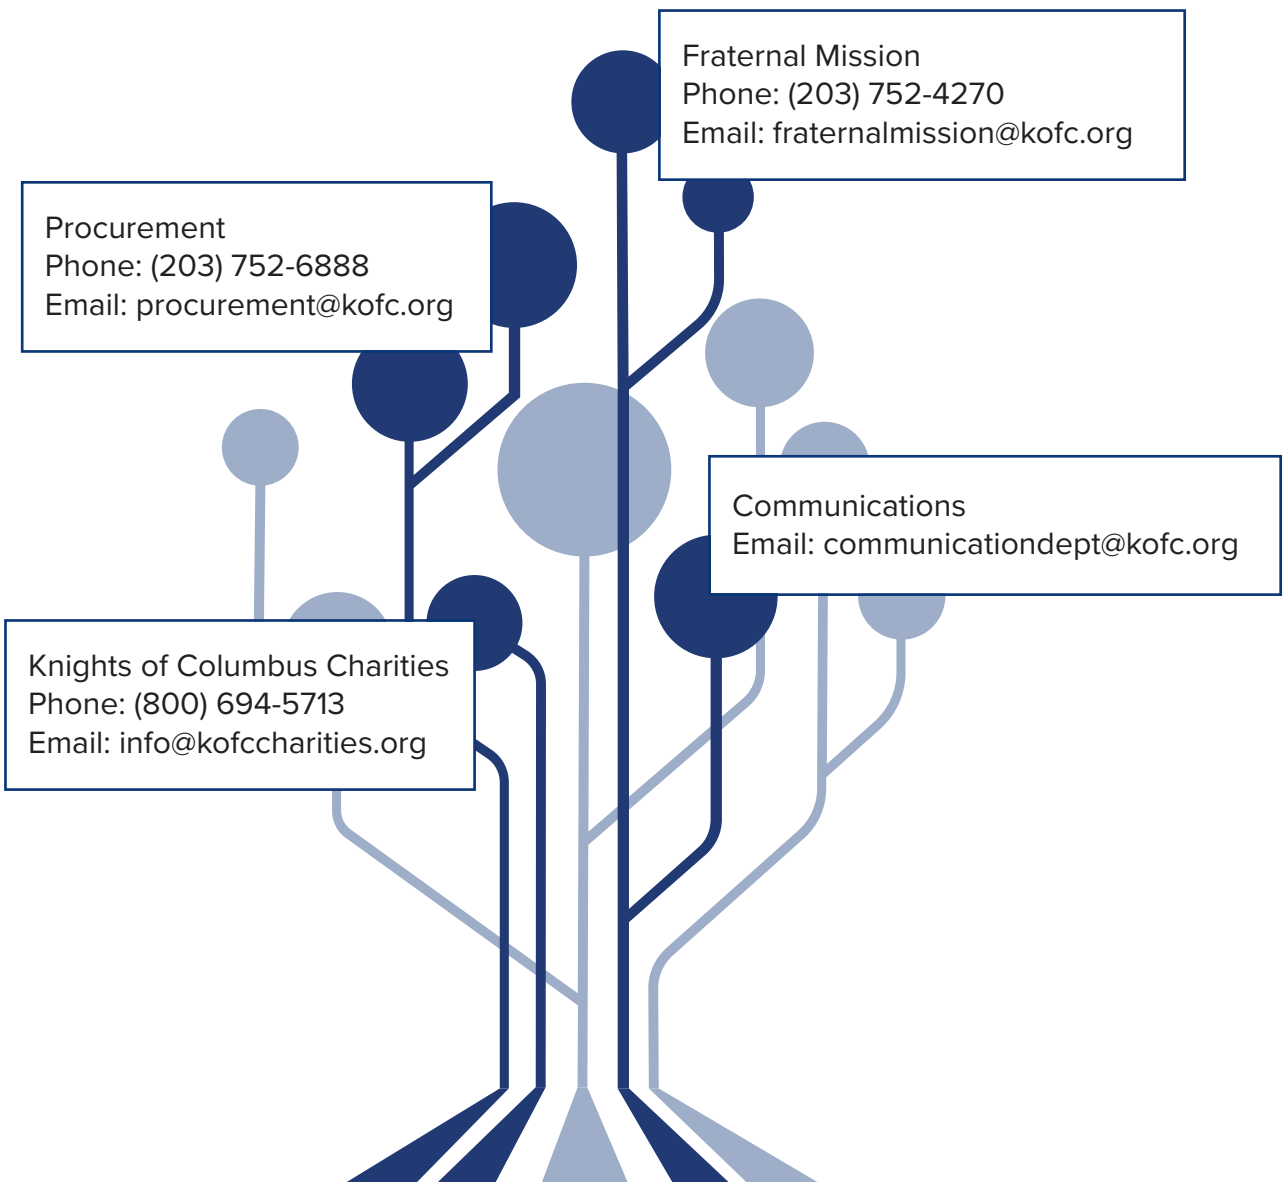 Fraternal Mission
Phone: (203) 752-4270
Email: fraternalmission@kofc.org
Procurement
Phone: (203) 752-6888
Email: procurement@kofc.org
Communications
Email: communicationdept@kofc.org
Knights of Columbus Charities
Phone: (800) 694-5713
Email: info@kofccharities.org